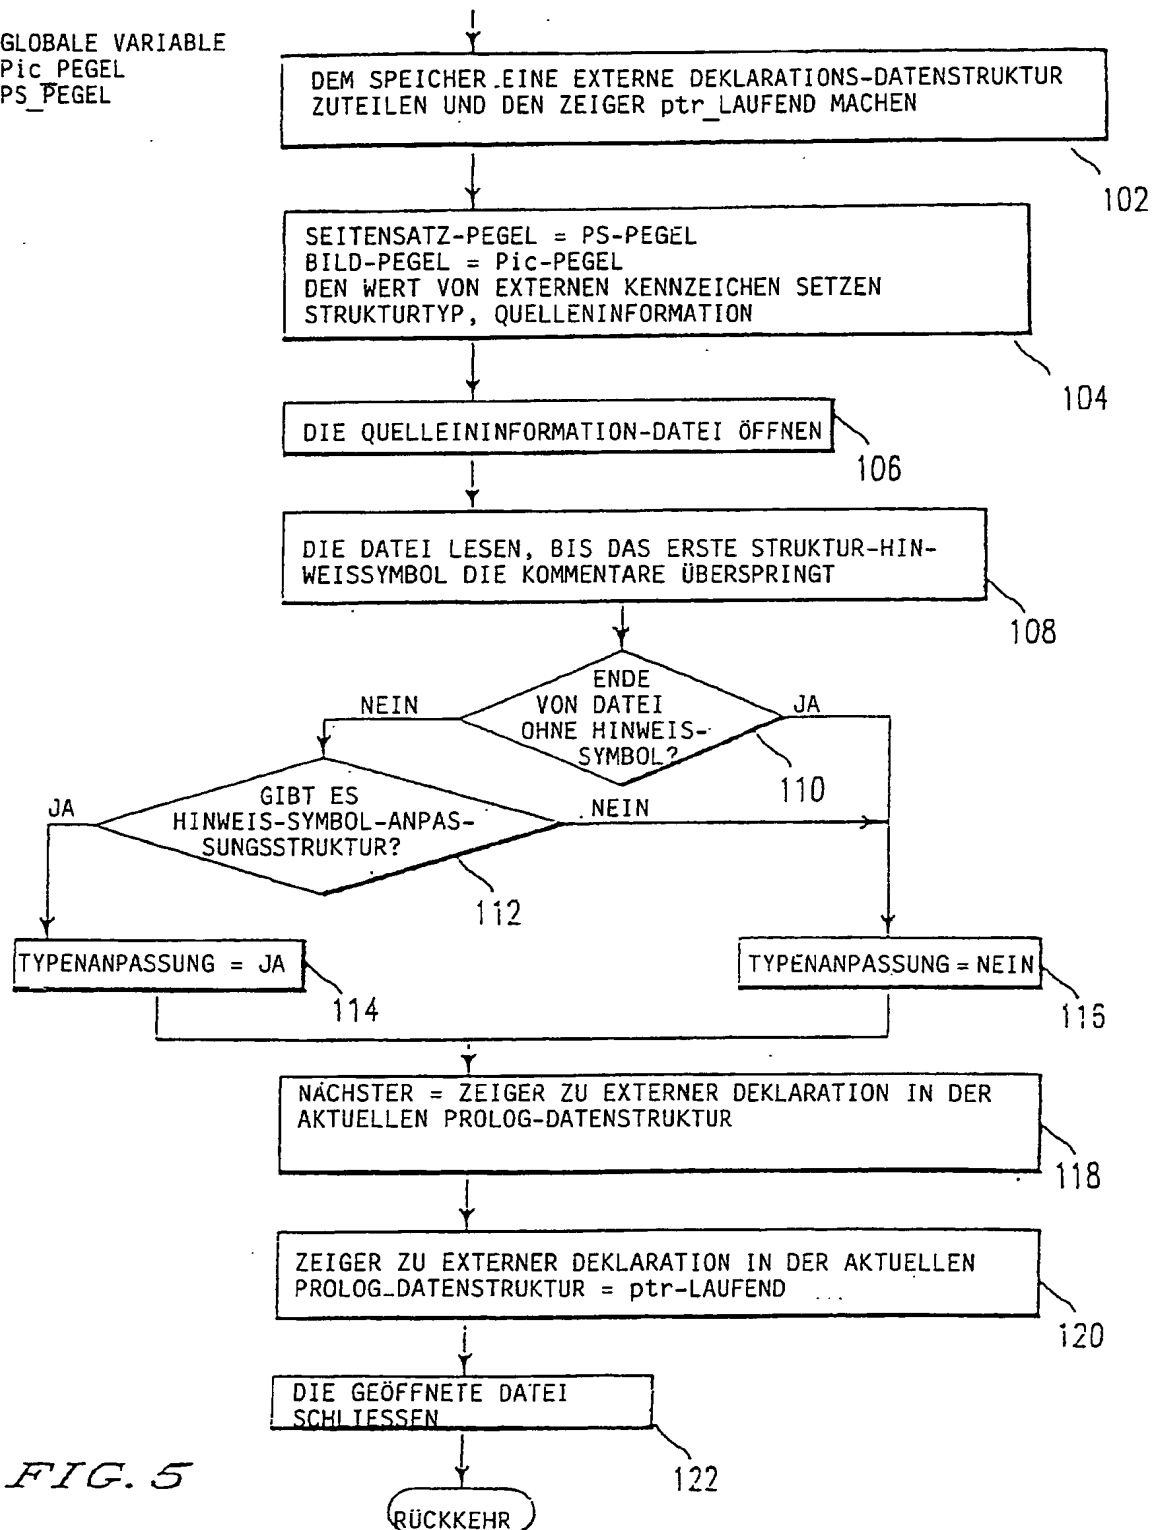 GLOBALE VARIABLE
Pic_PEGEL
PS_PEGEL
DEM SPEICHER EINE EXTERNE DEKLARATIONS-DATENSTRUKTUR
ZUTEILEN UND DEN ZEIGER ptr_LAUFEND MACHEN
102
SEITENSATZ-PEGEL = PS-PEGEL
BILD-PEGEL = Pic-PEGEL
DEN WERT VON EXTERNEN KENNZEICHEN SETZEN
STRUKTURTYP, QUELLENINFORMATION
104
DIE QUELLEININFORMATION-DATEI ÖFFNEN
106
DIE DATEI LESEN, BIS DAS ERSTE STRUKTUR-HIN-
WEISSYMBOL DIE KOMMENTARE ÜBERSPRINGT
108
ENDE
VON DATEI
OHNE HINWEIS-
SYMBOL?
NEIN
JA
110
GIBT ES
HINWEIS-SYMBOL-ANPAS-
SUNGSSTRUKTUR?
JA
NEIN
112
TYPENANPASSUNG = JA
114
TYPENANPASSUNG = NEIN
116
NÄCHSTER = ZEIGER ZU EXTERNER DEKLARATION IN DER
AKTUELLEN PROLOG-DATENSTRUKTUR
118
ZEIGER ZU EXTERNER DEKLARATION IN DER AKTUELLEN
PROLOG_DATENSTRUKTUR = ptr-LAUFEND
120
DIE GEÖFFNETE DATEI
SCHLIESSEN
122
RÜCKKEHR
FIG. 5